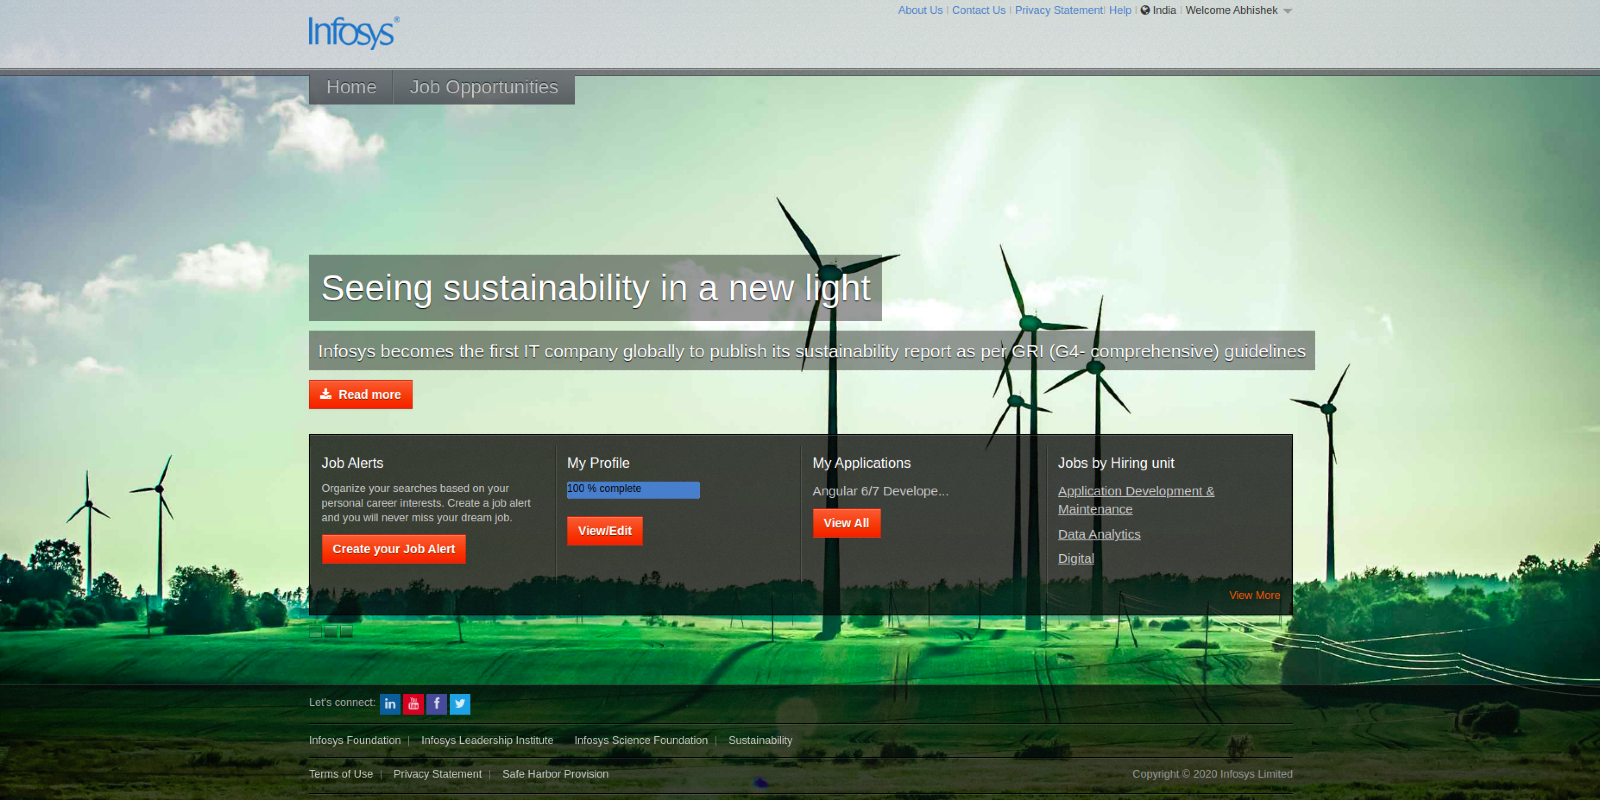 Infosys®
About Us | Contact Us | Privacy Statement | Help | India | Welcome Abhishek
Home
Job Opportunities
Seeing sustainability in a new light
Infosys becomes the first IT company globally to publish its sustainability report as per GRI (G4- comprehensive) guidelines
Read more
Job Alerts
Organize your searches based on your
personal career interests. Create a job alert
and you will never miss your dream job.
Create your Job Alert
My Profile
100 % complete
View/Edit
My Applications
Angular 6/7 Develope...
View All
Jobs by Hiring unit
Application Development &
Maintenance
Data Analytics
Digital
View More
Let's connect: in You Tube f
Infosys Foundation | Infosys Leadership Institute Infosys Science Foundation | Sustainability
Terms of Use | Privacy Statement | Safe Harbor Provision
Copyright © 2020 Infosys Limited